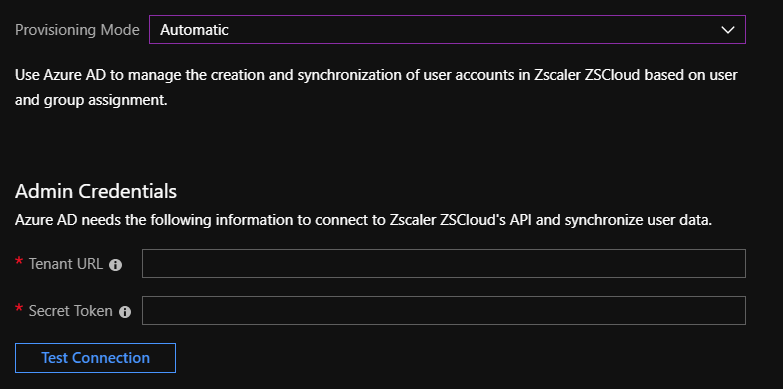 Provisioning Mode Automatic
Use Azure AD to manage the creation and synchronization of user accounts in Zscaler ZSCloud based on user
and group assignment.
Admin Credentials
Azure AD needs the following information to connect to Zscaler ZSCloud's API and synchronize user data.
* Tenant URL
* Secret Token
Test Connection